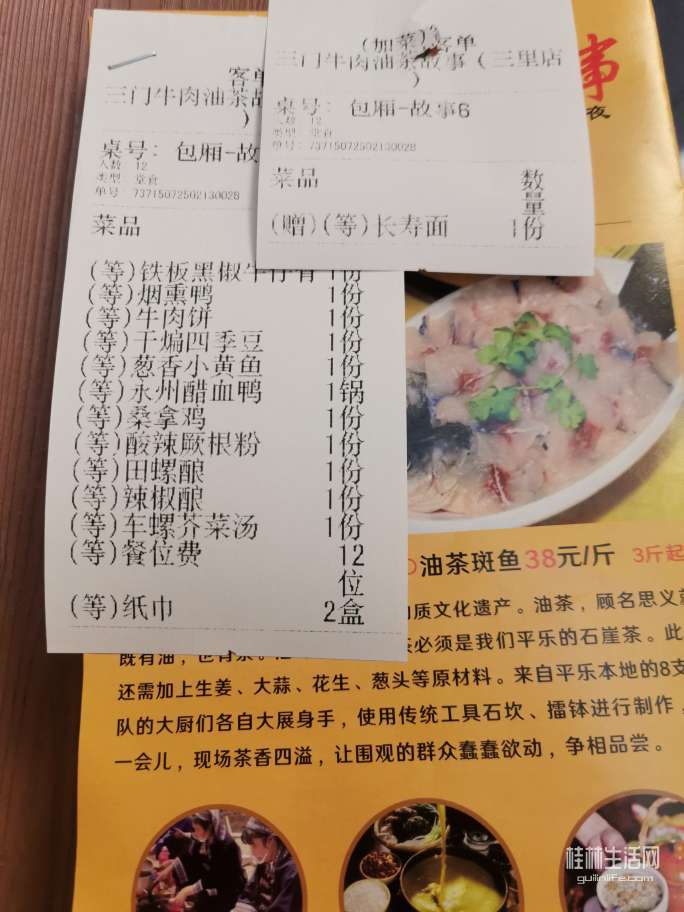 客单
三门牛肉油茶故
)
桌号: 包厢-故
人数 12
类型 堂食
单号 73715072502130028
菜品
(等)铁板黑椒牛仔骨 1份
(等)烟熏鸭 1份
(等)牛肉饼 1份
(等)干煸四季豆 1份
(等)葱香小黄鱼 1份
(等)永州醋血鸭 1锅
(等)桑拿鸡 1份
(等)酸辣厥根粉 1份
(等)田螺酿 1份
(等)辣椒酿 1份
(等)车螺芥菜汤 1份
(等)餐位费 12
位
(等)纸巾 2盒
(加菜)客单
三门牛肉油茶故事(三里店
)
桌号: 包厢-故事6
人数 12
类型 堂食
单号 73715072502130028
菜品 数
量
(赠)(等)长寿面 1份
事
夜
油茶斑鱼38元/斤 3斤起
物质文化遗产。油茶，顾名思义就
茶必须是我们平乐的石崖茶。此
既有油，也有茶。
还需加上生姜、大蒜、花生、葱头等原材料。来自平乐本地的8支
队的大厨们各自大展身手，使用传统工具石坎、擂钵进行制作，
一会儿，现场茶香四溢，让围观的群众蠢蠢欲动，争相品尝。
桂林生活网
guilinlife.com